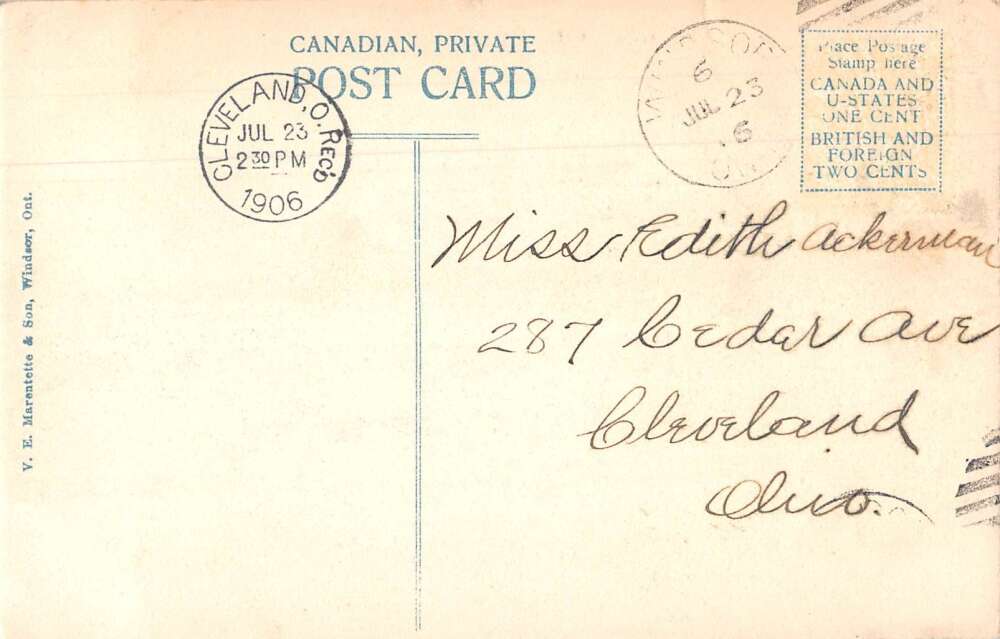 CANADIAN, PRIVATE
POST CARD
CLEVELAND, O. REC'D
JUL 23
2 30 PM
1906
WINDSOR
6
JUL 23
6
Place Postage
Stamp here
CANADA AND
U-STATES
ONE CENT
BRITISH AND
FOREIGN
TWO CENTS
Miss Edith Ackerman
287 Cedar Ave
Cleveland
Ohio.
V. E. Marentette & Son, Windsor, Ont.